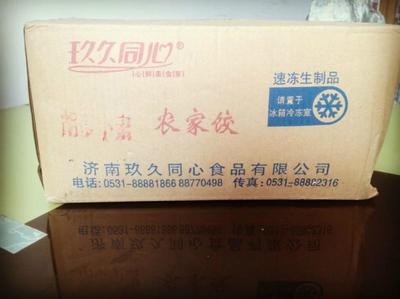 玖久同心®
速冻生制品
请置于
冰箱冷冻室
农家饺
济南玖久同心食品有限公司
电话:0531-88881866 88770498 传真:0531-88802316